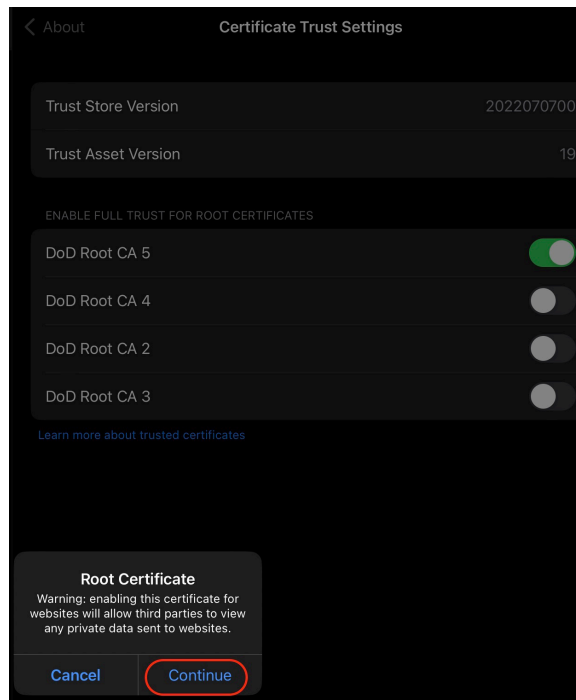 About
Certificate Trust Settings
Trust Store Version 2022070700
Trust Asset Version 19
ENABLE FULL TRUST FOR ROOT CERTIFICATES
DoD Root CA 5
DoD Root CA 4
DoD Root CA 2
DoD Root CA 3
Learn more about trusted certificates
Root Certificate
Warning: enabling this certificate for
websites will allow third parties to view
any private data sent to websites.
Cancel Continue